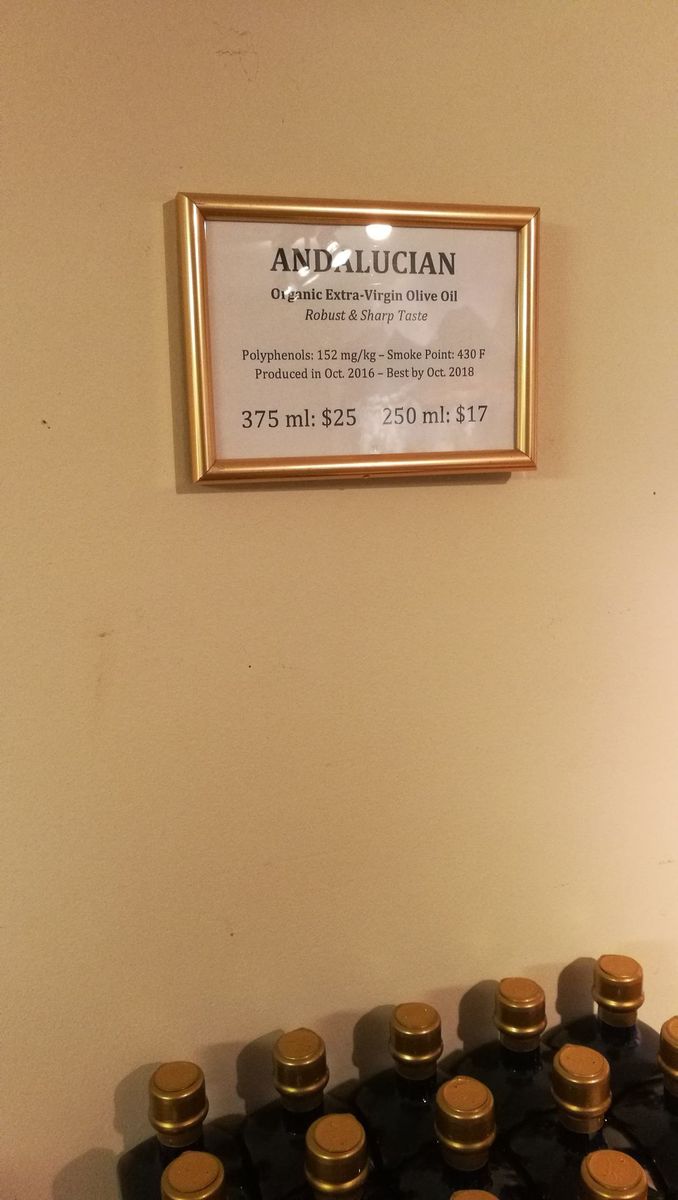 ANDALUCIAN
Organic Extra-Virgin Olive Oil
Robust & Sharp Taste
Polyphenols: 152 mg/kg – Smoke Point: 430 F
Produced in Oct. 2016 – Best by Oct. 2018
375 ml: $25 250 ml: $17